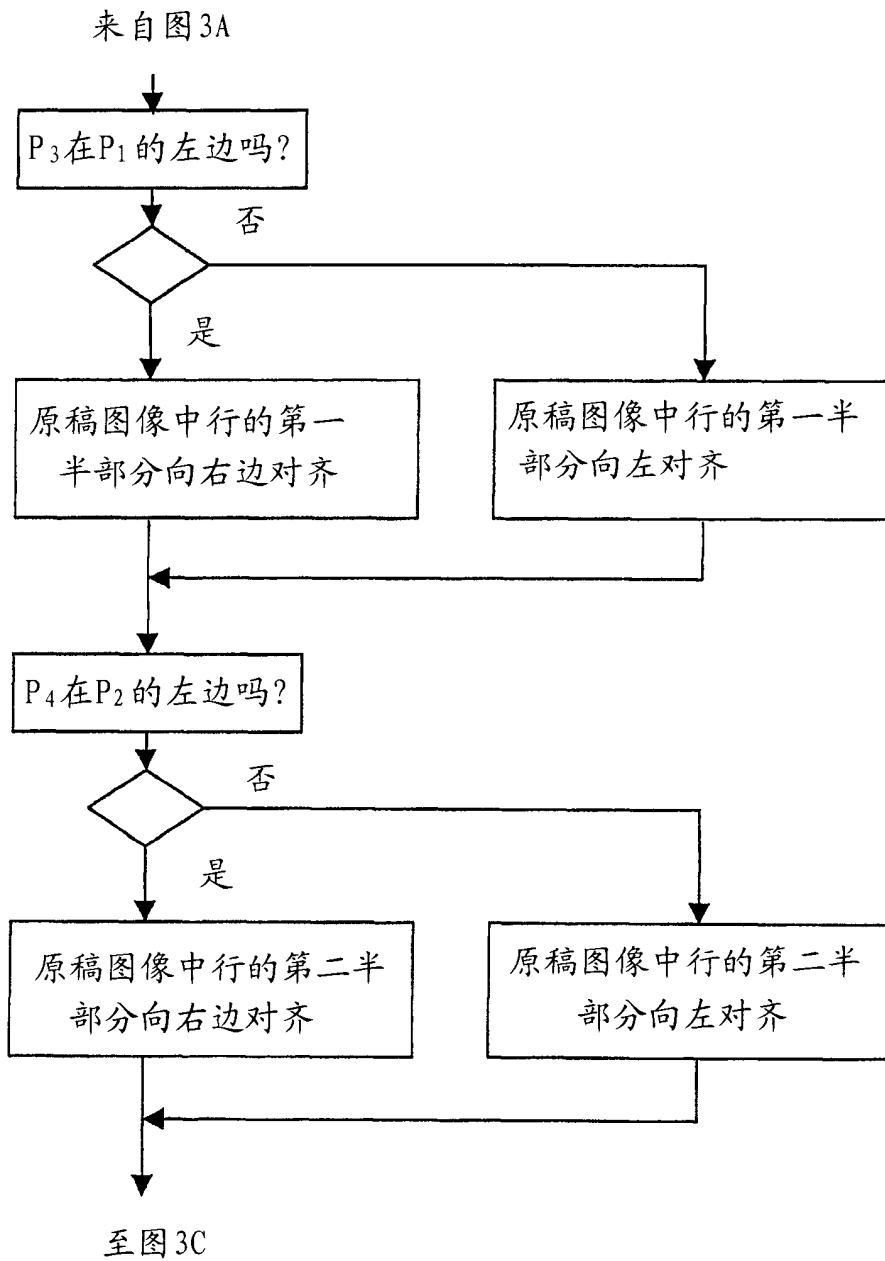 来自图3A
P₃在P₁的左边吗?
否
是
原稿图像中行的第一
半部分向右边对齐
原稿图像中行的第一半
部分向左对齐
P₄在P₂的左边吗?
否
是
原稿图像中行的第二半
部分向右边对齐
原稿图像中行的第二半
部分向左对齐
至图3C